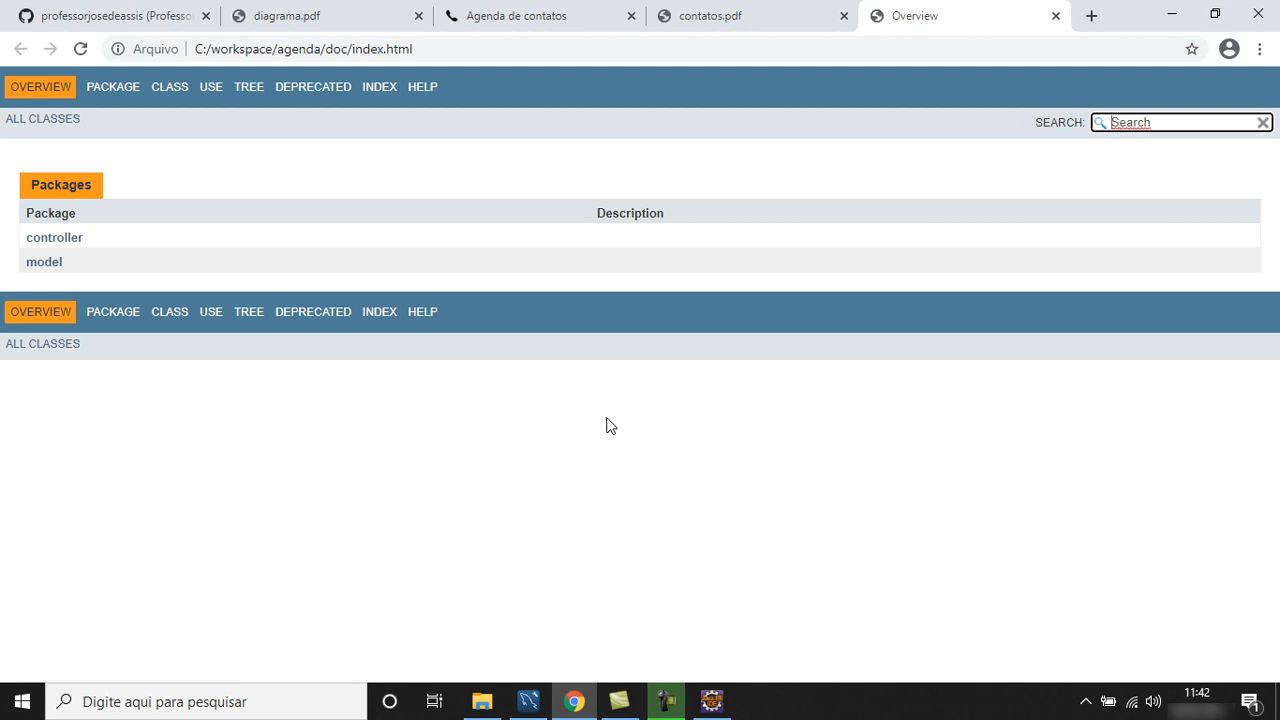 professorjosedeassis (Professo
diagrama.pdf
Agenda de contatos
contatos.pdf
Overview
Arquivo
C:/workspace/agenda/doc/index.html
OVERVIEW PACKAGE CLASS USE TREE DEPRECATED INDEX HELP
ALL CLASSES
SEARCH: Search
Packages
Package Description
controller
model
OVERVIEW PACKAGE CLASS USE TREE DEPRECATED INDEX HELP
ALL CLASSES
Digite aqui para pesquisar
11:42
1